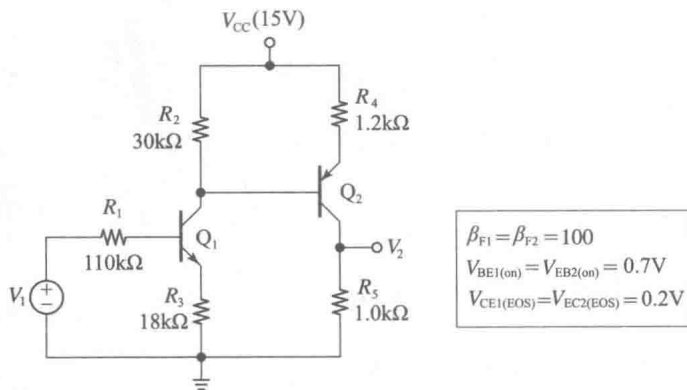 V_CC(15V)
R_2
30kΩ
R_4
1.2kΩ
Q_2
R_1
110kΩ
Q_1
V_2
V_1
+
−
R_3
18kΩ
R_5
1.0kΩ
β_F1=β_F2=100
V_BE1(on)=V_EB2(on)=0.7V
V_CE1(EOS)=V_EC2(EOS)=0.2V